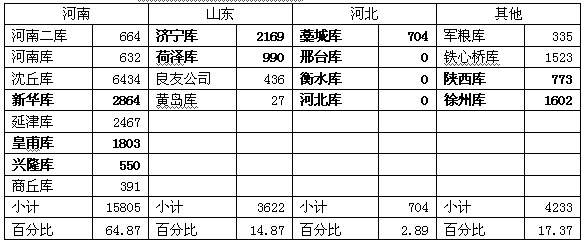 河南 山东 河北 其他
河南二库 664 济宁库 2169 藁城库 704 军粮库 335
河南库 632 荷泽库 990 邢台库 0 铁心桥库 1523
沈丘库 6434 良友公司 436 衡水库 0 陕西库 773
新华库 2864 黄岛库 27 河北库 0 徐州库 1602
延津库 2467
皇甫库 1803
兴隆库 550
商丘库 391
小计 15805 小计 3622 小计 704 小计 4233
百分比 64.87 百分比 14.87 百分比 2.89 百分比 17.37